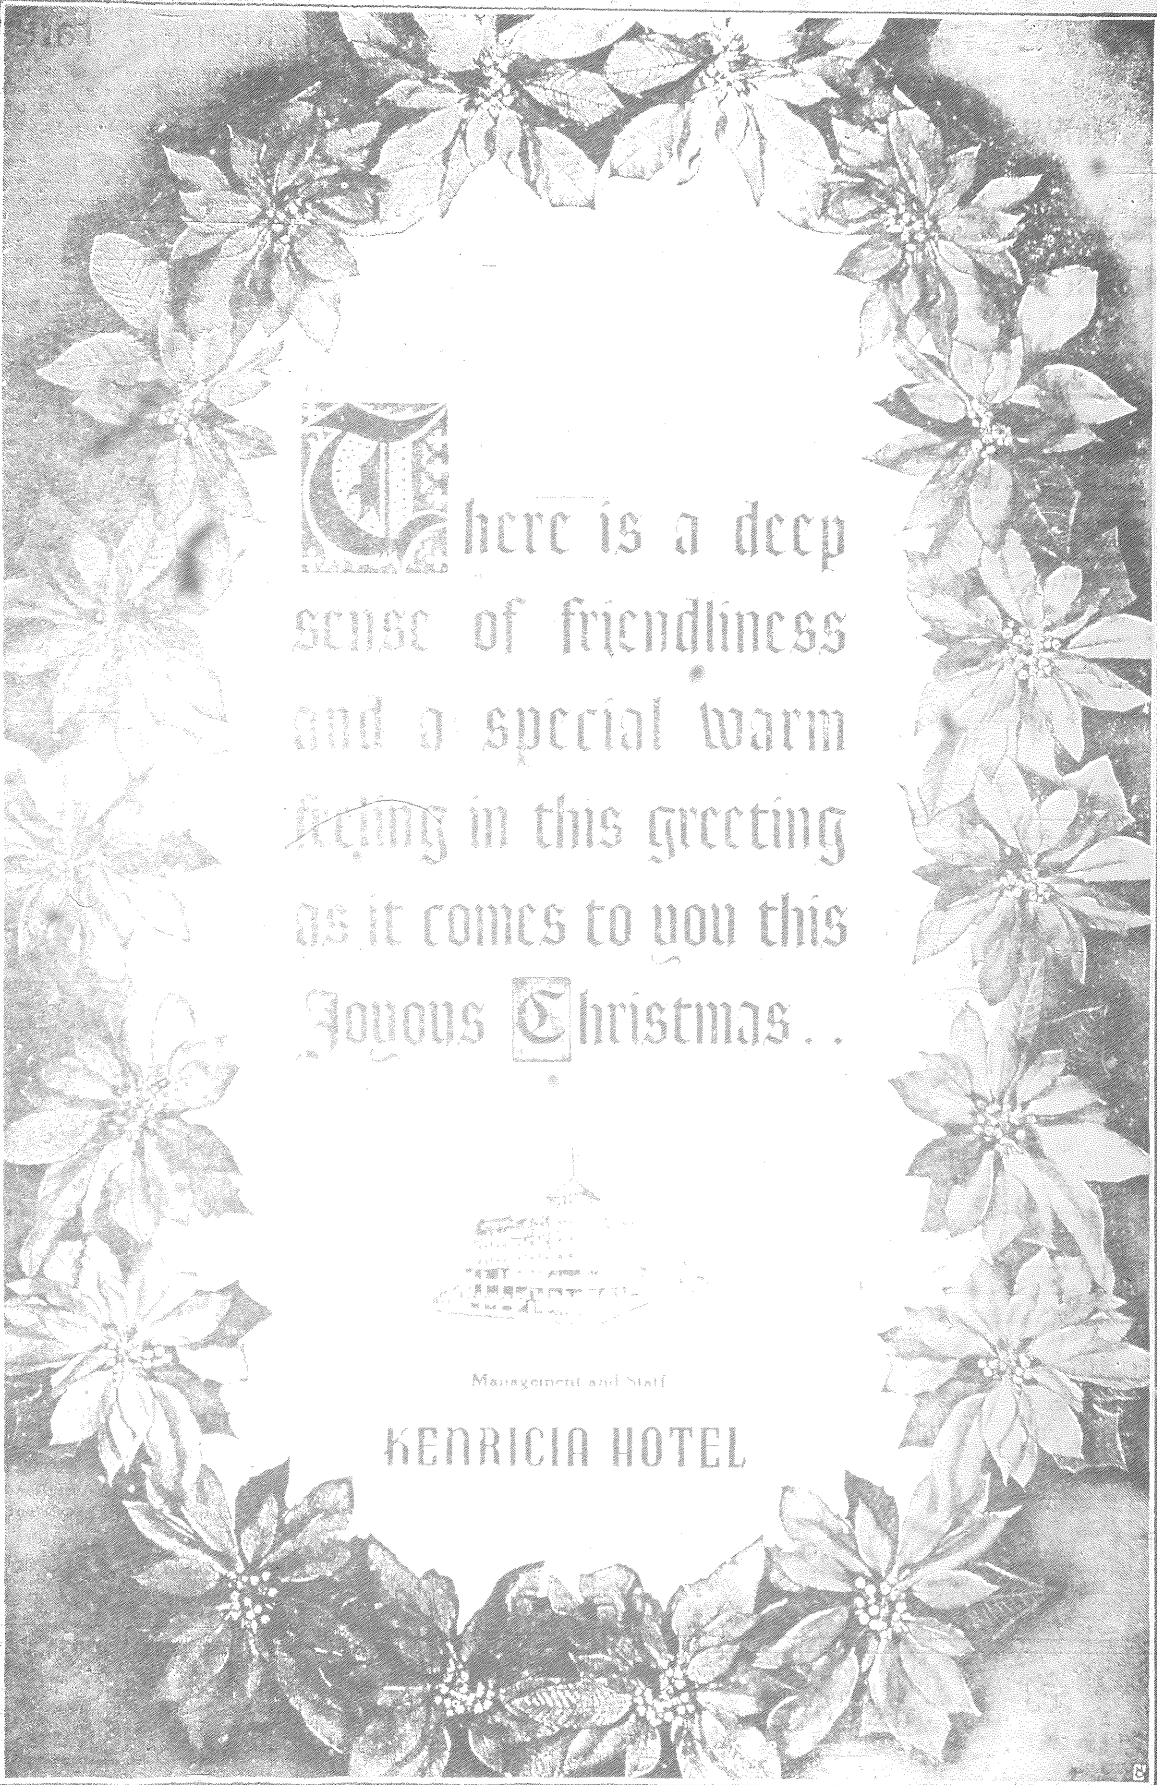 There is a deep
sense of friendliness
and a special warm
feeling in this greeting
as it comes to you this
Joyous Christmas..
Management and Staff
KENRICIA HOTEL